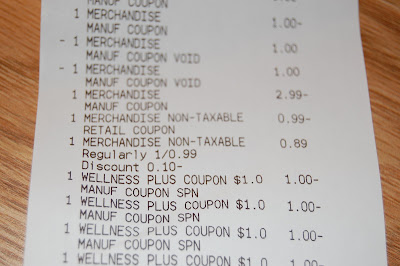 MANUF COUPON
1 MERCHANDISE 1.00-
MANUF COUPON
- 1 MERCHANDISE 1.00
MANUF COUPON VOID
- 1 MERCHANDISE 1.00
MANUF COUPON VOID
1 MERCHANDISE 2.99-
MANUF COUPON
1 MERCHANDISE NON-TAXABLE 0.99-
RETAIL COUPON
1 MERCHANDISE NON-TAXABLE 0.89
Regularly 1/0.99
Discount 0.10-
1 WELLNESS PLUS COUPON $1.0 1.00-
MANUF COUPON SPN
1 WELLNESS PLUS COUPON $1.0 1.00-
MANUF COUPON SPN
1 WELLNESS PLUS COUPON $1.0 1.00-
MANUF COUPON SPN
1 WELLNESS PLUS COUPON $1.0 1.00-